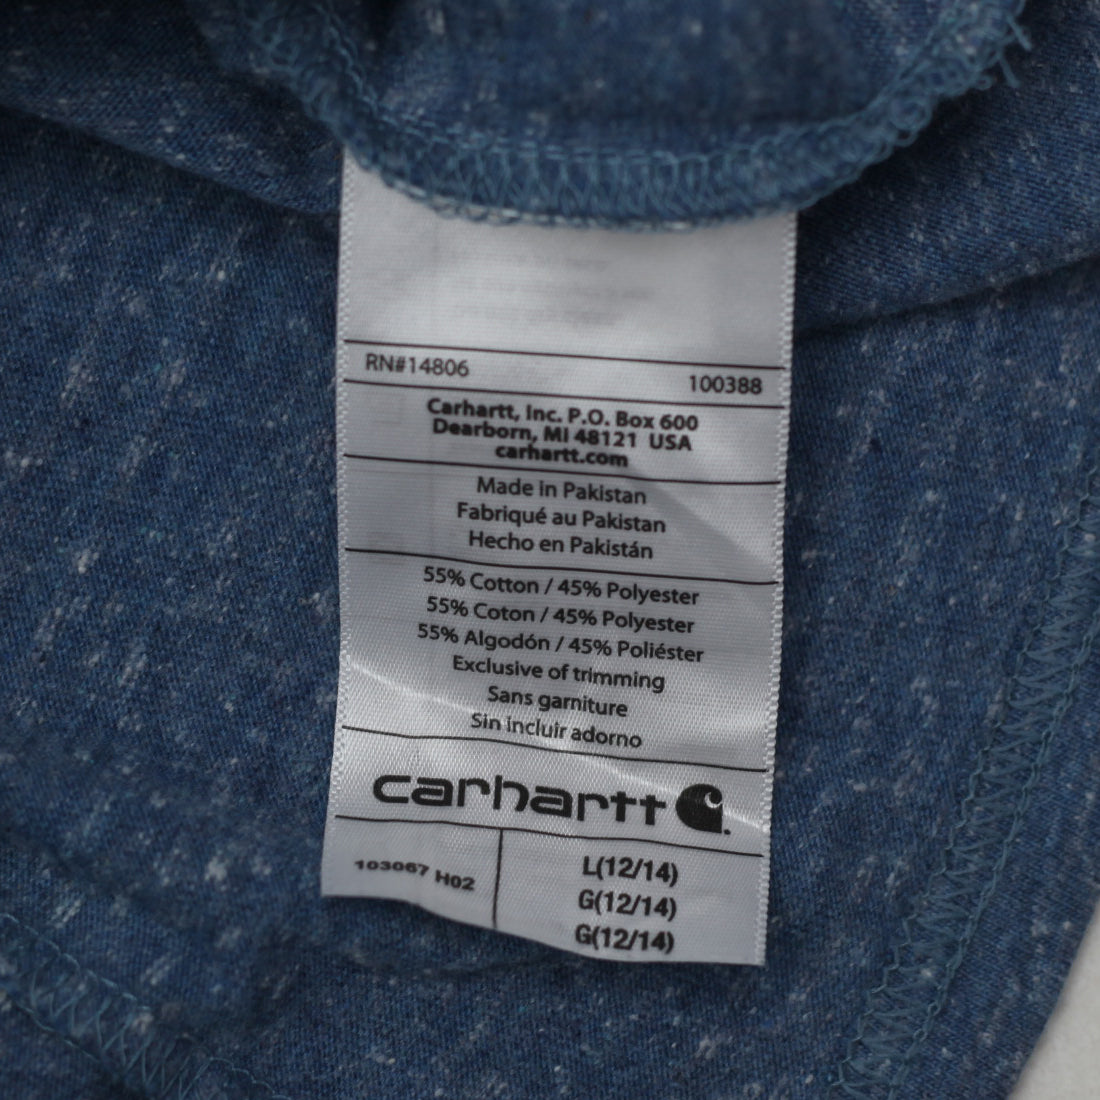 RN#14806 100388
Carhartt, Inc. P.O. Box 600
Dearborn, MI 48121 USA
carhartt.com
Made in Pakistan
Fabriqué au Pakistan
Hecho en Pakistán
55% Cotton / 45% Polyester
55% Coton / 45% Polyester
55% Algodón / 45% Poliéster
Exclusive of trimming
Sans garniture
Sin incluir adorno
carhartt
103067 H02
L(12/14)
G(12/14)
G(12/14)